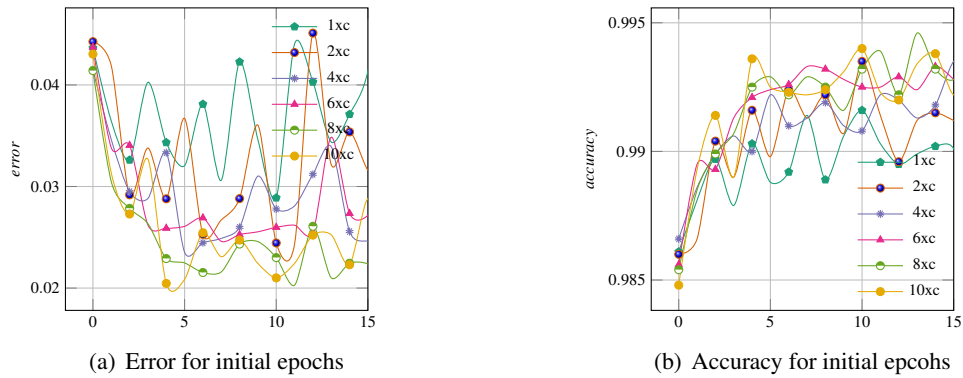 1xc
2xc
4xc
6xc
8xc
10xc
0.04
0.03
0.02
error
0 5 10 15
(a) Error for initial epochs
0.995
0.99
0.985
accuracy
1xc
2xc
4xc
6xc
8xc
10xc
0 5 10 15
(b) Accuracy for initial epcohs